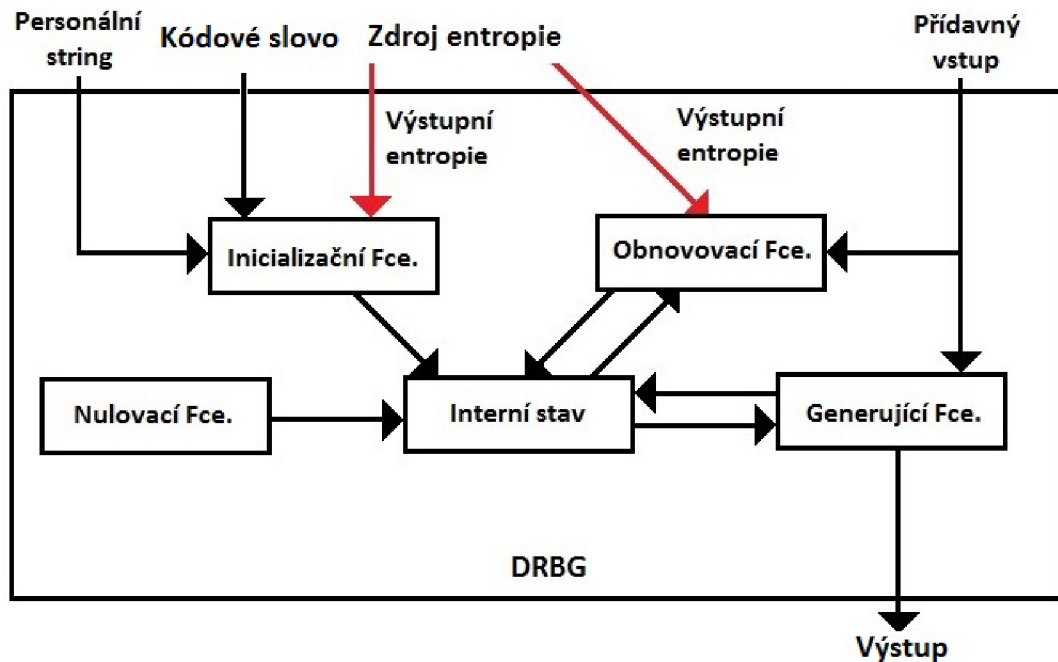 Personální
string
Kódové slovo
Zdroj entropie
Přídavný
vstup
Výstupní
entropie
Výstupní
entropie
Inicializační Fce.
Obnovovací Fce.
Nulovací Fce.
Interní stav
Generující Fce.
DRBG
Výstup